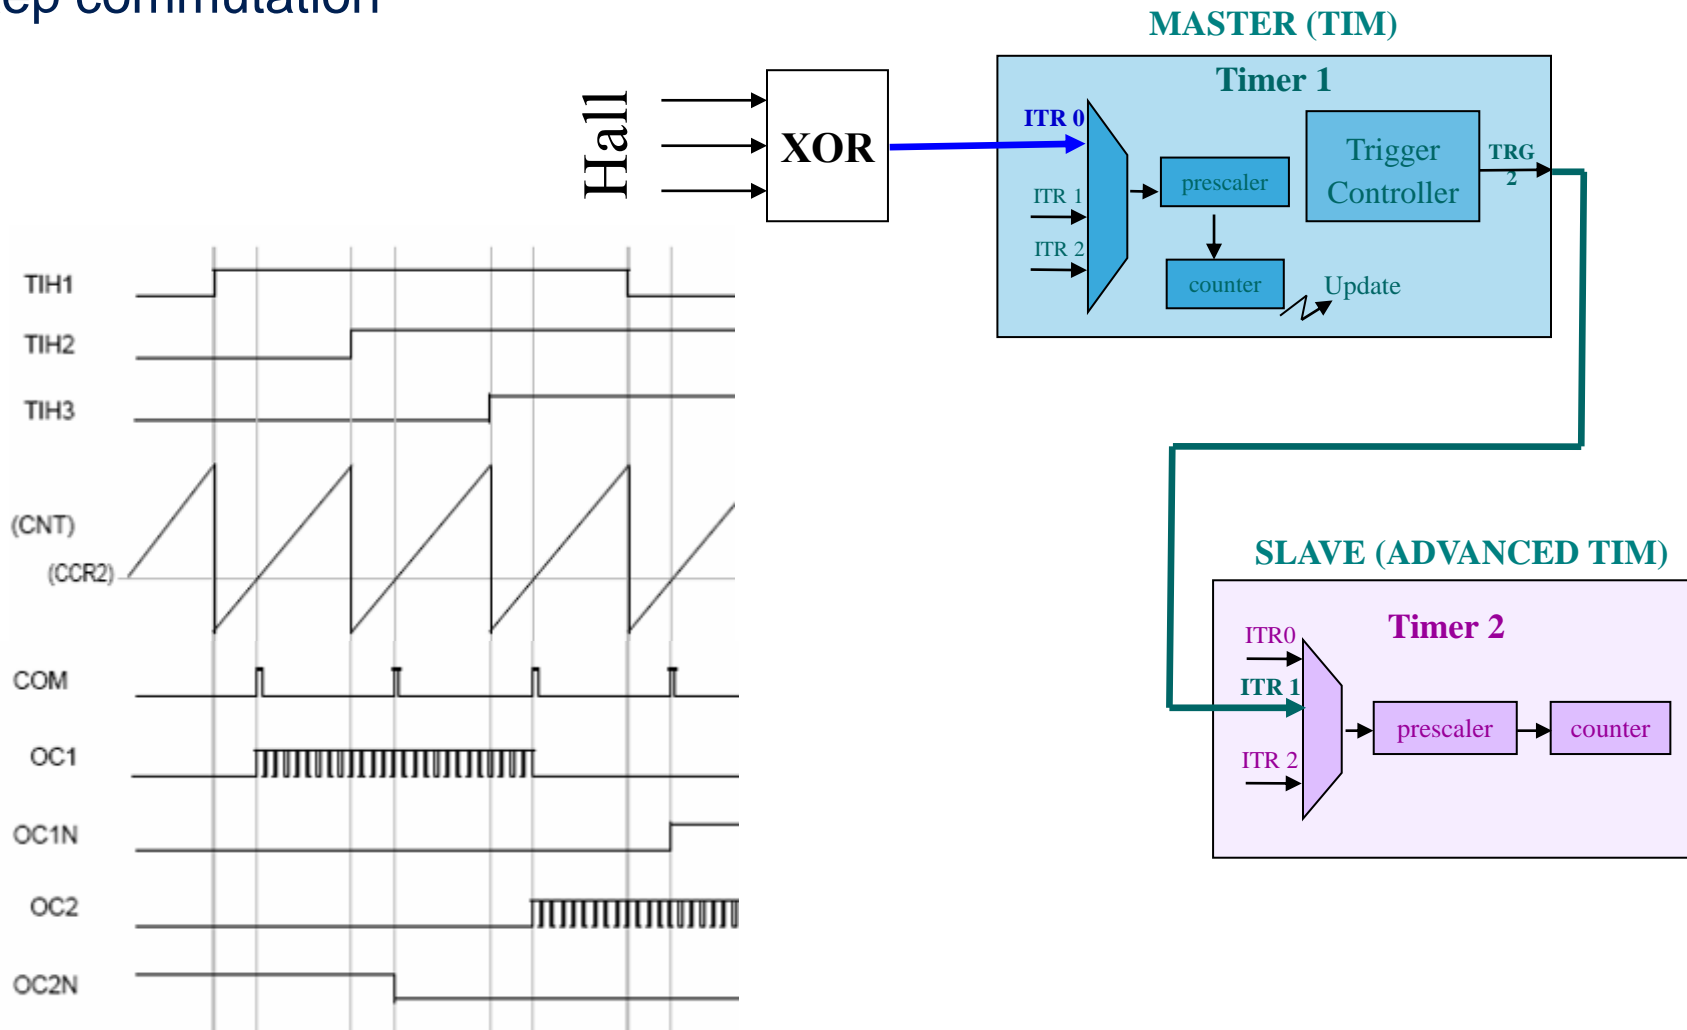 ep commutation
MASTER (TIM)
Timer 1
Hall
XOR
ITR 0
ITR 1
ITR 2
prescaler
counter
Update
Trigger
Controller
TRG
2
TIH1
TIH2
TIH3
(CNT)
(CCR2)
COM
OC1
OC1N
OC2
OC2N
SLAVE (ADVANCED TIM)
Timer 2
ITR0
ITR 1
ITR 2
prescaler
counter